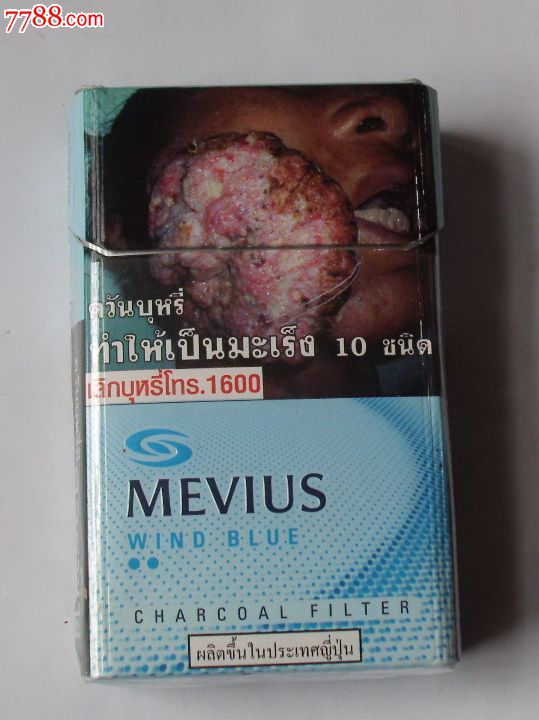 7788.com
ควันบุหรี่
ทำให้เป็นมะเร็ง 10 ชนิด
เลิกบุหรี่โทร.1600
MEVIUS
WIND BLUE
CHARCOAL FILTER
ผลิตขึ้นในประเทศญี่ปุ่น